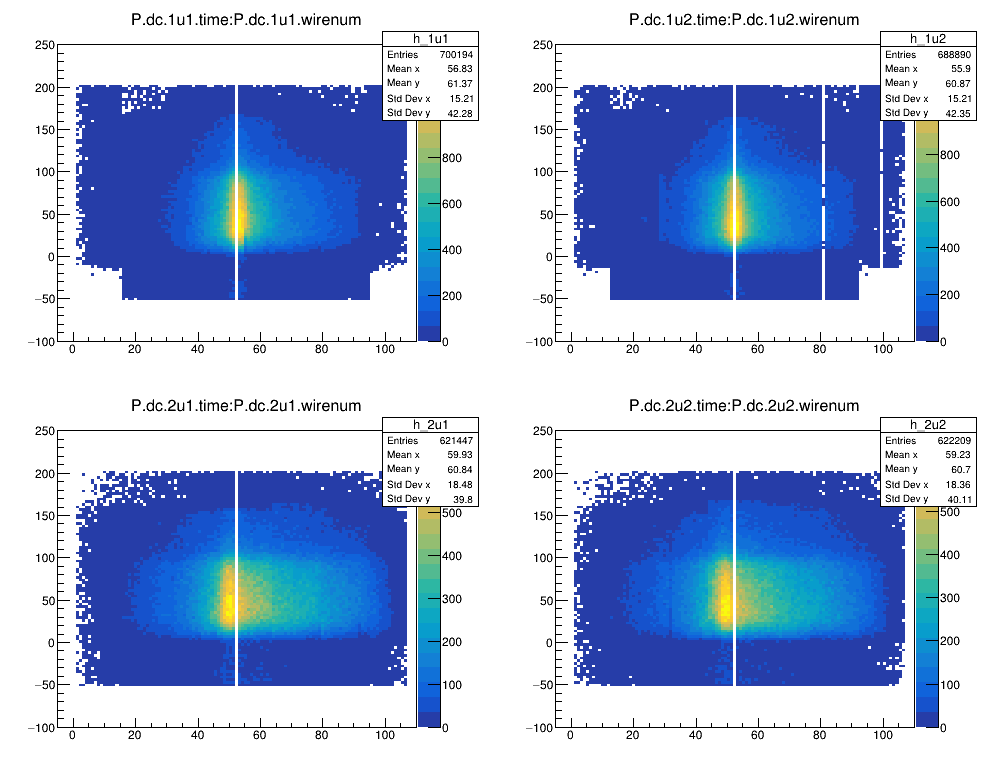 P.dc.1u1.time:P.dc.1u1.wirenum
h_1u1
Entries 700194
Mean x 56.83
Mean y 61.37
Std Dev x 15.21
Std Dev y 42.28
250
200
150
100
50
0
−50
−100
0 20 40 60 80 100
800
600
400
200
0
P.dc.1u2.time:P.dc.1u2.wirenum
h_1u2
Entries 688890
Mean x 55.9
Mean y 60.87
Std Dev x 15.21
Std Dev y 42.35
250
200
150
100
50
0
−50
−100
0 20 40 60 80 100
800
600
400
200
0
P.dc.2u1.time:P.dc.2u1.wirenum
h_2u1
Entries 621447
Mean x 59.93
Mean y 60.84
Std Dev x 18.48
Std Dev y 39.8
250
200
150
100
50
0
−50
−100
0 20 40 60 80 100
500
400
300
200
100
0
P.dc.2u2.time:P.dc.2u2.wirenum
h_2u2
Entries 622209
Mean x 59.23
Mean y 60.7
Std Dev x 18.36
Std Dev y 40.11
250
200
150
100
50
0
−50
−100
0 20 40 60 80 100
500
400
300
200
100
0